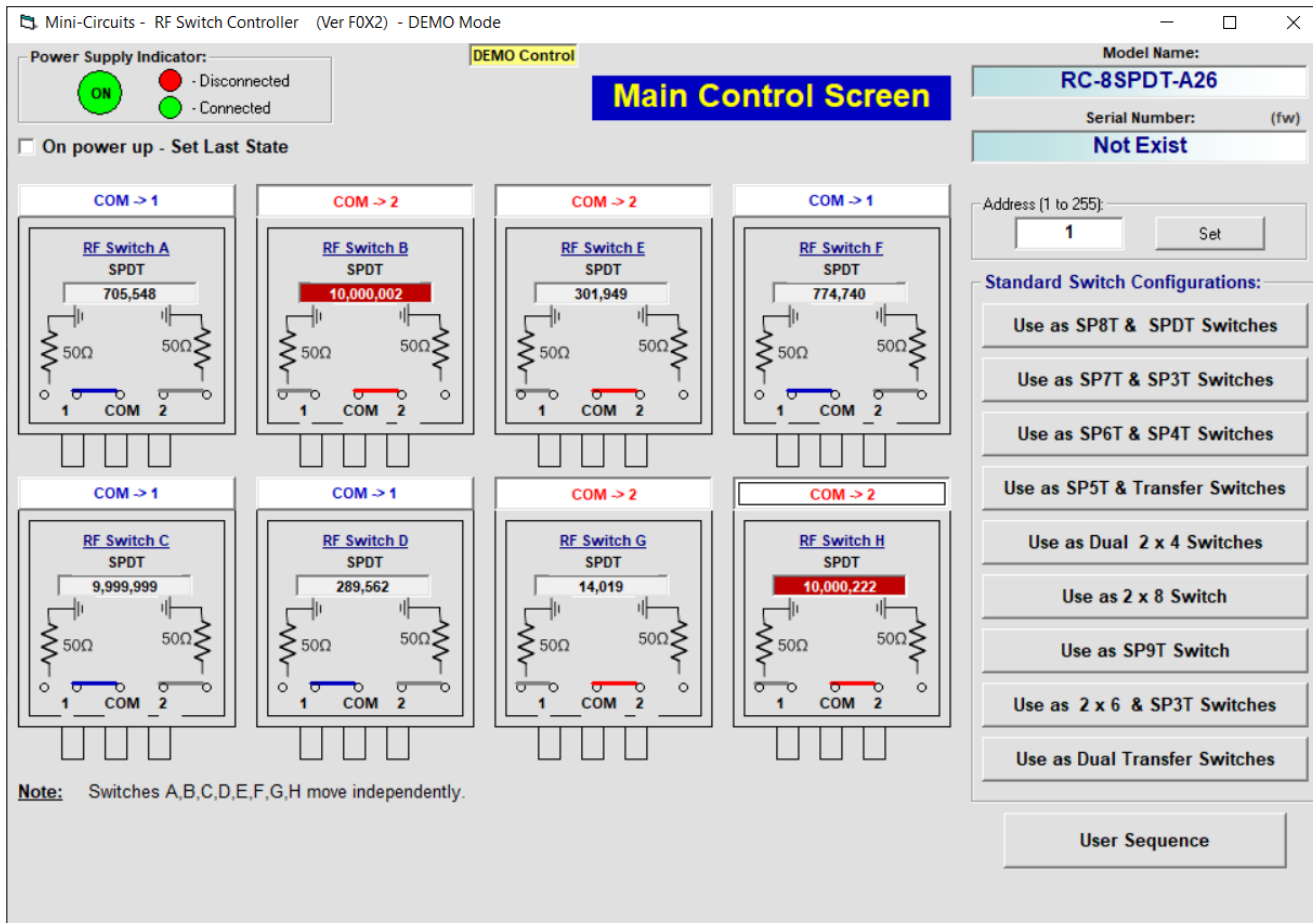 Mini-Circuits - RF Switch Controller (Ver F0X2) - DEMO Mode
Power Supply Indicator:
ON
- Disconnected
- Connected
DEMO Control
Main Control Screen
Model Name:
RC-8SPDT-A26
Serial Number: (fw)
Not Exist
On power up - Set Last State
COM -> 1
RF Switch A
SPDT
705,548
50Ω 50Ω
1 COM 2
COM -> 2
RF Switch B
SPDT
10,000,002
50Ω 50Ω
1 COM 2
COM -> 2
RF Switch E
SPDT
301,949
50Ω 50Ω
1 COM 2
COM -> 1
RF Switch F
SPDT
774,740
50Ω 50Ω
1 COM 2
COM -> 1
RF Switch C
SPDT
9,999,999
50Ω 50Ω
1 COM 2
COM -> 1
RF Switch D
SPDT
289,562
50Ω 50Ω
1 COM 2
COM -> 2
RF Switch G
SPDT
14,019
50Ω 50Ω
1 COM 2
COM -> 2
RF Switch H
SPDT
10,000,222
50Ω 50Ω
1 COM 2
Note: Switches A,B,C,D,E,F,G,H move independently.
Address (1 to 255):
1 Set
Standard Switch Configurations:
Use as SP8T & SPDT Switches
Use as SP7T & SP3T Switches
Use as SP6T & SP4T Switches
Use as SP5T & Transfer Switches
Use as Dual 2 x 4 Switches
Use as 2 x 8 Switch
Use as SP9T Switch
Use as 2 x 6 & SP3T Switches
Use as Dual Transfer Switches
User Sequence